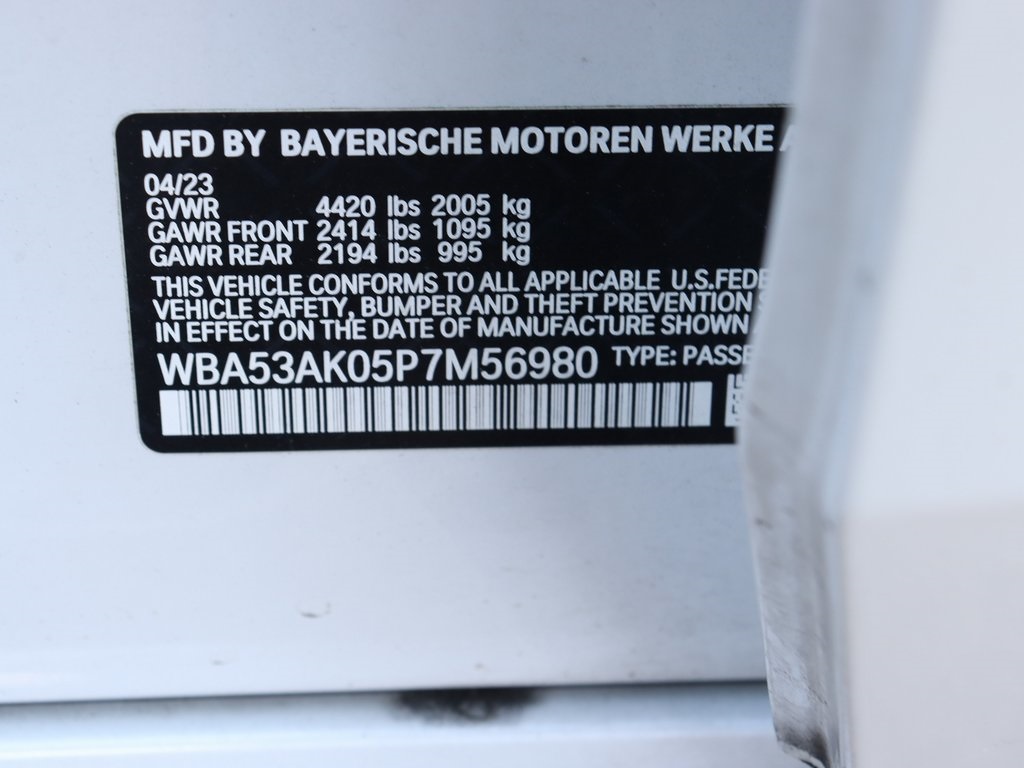 MFD BY BAYERISCHE MOTOREN WERKE
04/23
GVWR 4420 lbs 2005 kg
GAWR FRONT 2414 lbs 1095 kg
GAWR REAR 2194 lbs 995 kg
THIS VEHICLE CONFORMS TO ALL APPLICABLE U.S.FEDE
VEHICLE SAFETY, BUMPER AND THEFT PREVENTION
IN EFFECT ON THE DATE OF MANUFACTURE SHOWN
WBA53AK05P7M56980 TYPE: PASSE